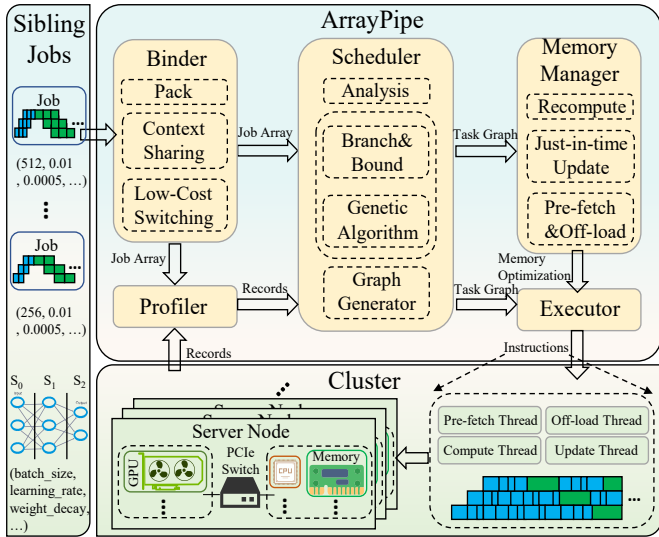 Sibling
Jobs
Job
...
(512, 0.01
, 0.0005, …)
Job
...
(256, 0.01
, 0.0005, …)
S0 S1 S2
(batch_size,
learning_rate,
weight_decay,
…)
ArrayPipe
Binder
Pack
Context
Sharing
Low-Cost
Switching
Job Array
Job Array
Profiler
Records
Records
Scheduler
Analysis
Branch&
Bound
Genetic
Algorithm
Graph
Generator
Task Graph
Task Graph
Memory
Manager
Recompute
Just-in-time
Update
Pre-fetch
&Off-load
Memory
Optimization
Executor
Instructions
Cluster
Server Node
GPU
PCIe
Switch
CPU
Memory
Pre-fetch Thread
Off-load Thread
Compute Thread
Update Thread
...